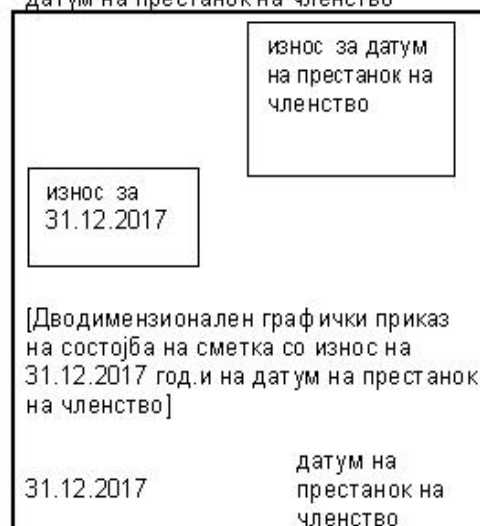 датум на престанок на членство
износ за датум
на престанок на
членство
износ за
31.12.2017
[Дводимензионален графички приказ
на состојба на сметка со износ на
31.12.2017 год.и на датум на престанок
на членство]
31.12.2017
датум на
престанок на
членство